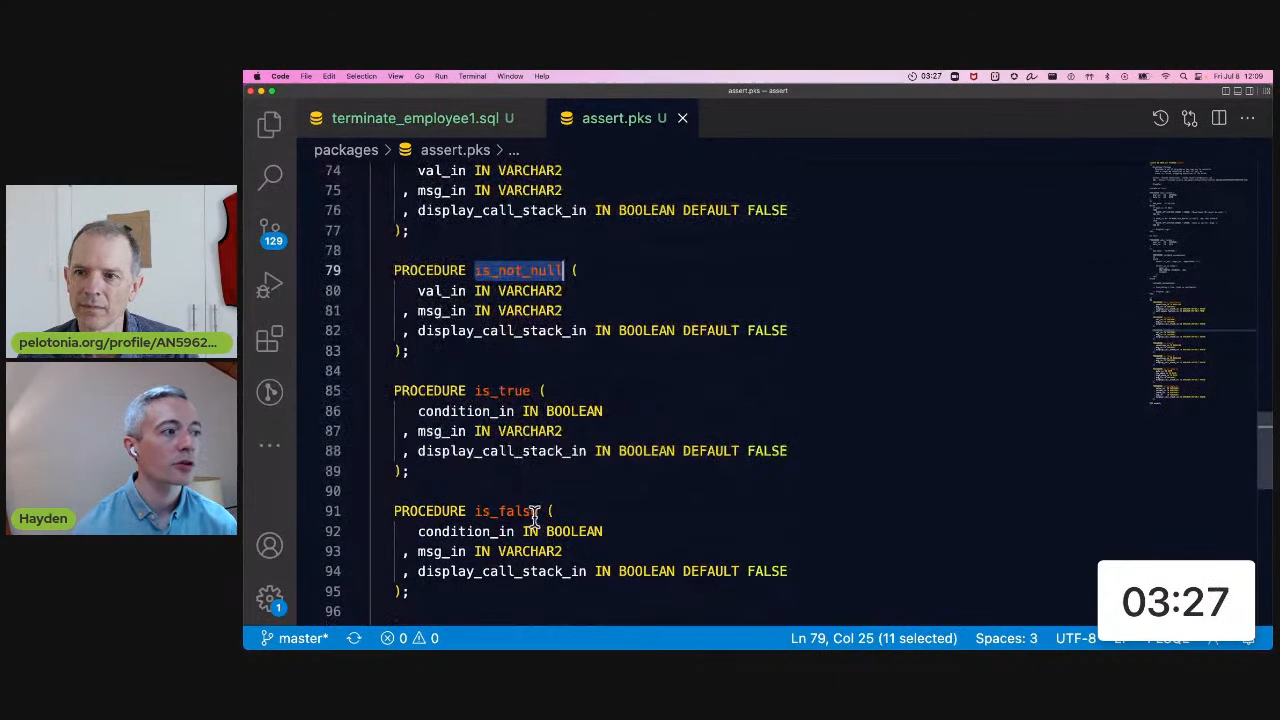 Code File Edit Selection View Go Run Terminal Window Help 03:27 Fri Jul 8 12:09
assert.pks — assert
terminate_employee1.sql U
assert.pks U
packages > assert.pks > ...
74 val_in IN VARCHAR2
75 , msg_in IN VARCHAR2
76 , display_call_stack_in IN BOOLEAN DEFAULT FALSE
77 );
78
79 PROCEDURE is_not_null (
80 val_in IN VARCHAR2
81 , msg_in IN VARCHAR2
82 , display_call_stack_in IN BOOLEAN DEFAULT FALSE
83 );
84
85 PROCEDURE is_true (
86 condition_in IN BOOLEAN
87 , msg_in IN VARCHAR2
88 , display_call_stack_in IN BOOLEAN DEFAULT FALSE
89 );
90
91 PROCEDURE is_false (
92 condition_in IN BOOLEAN
93 , msg_in IN VARCHAR2
94 , display_call_stack_in IN BOOLEAN DEFAULT FALSE
95 );
96
129
1
pelotonia.org/profile/AN5962...
Hayden
03:27
master* 0 0 Ln 79, Col 25 (11 selected) Spaces: 3 UTF-8